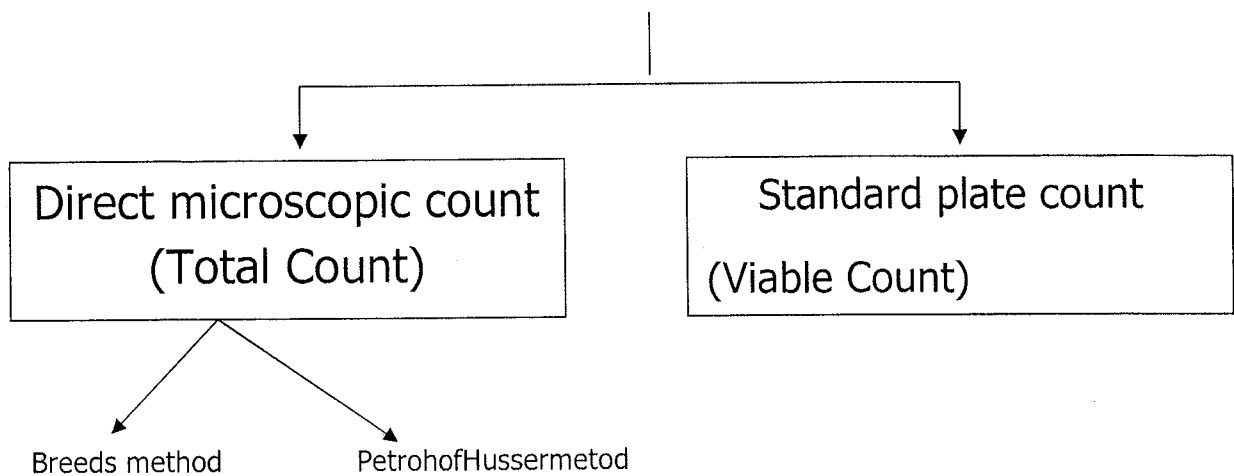 Direct microscopic count
(Total Count)
Standard plate count
(Viable Count)
Breeds method
PetrohofHussermetod